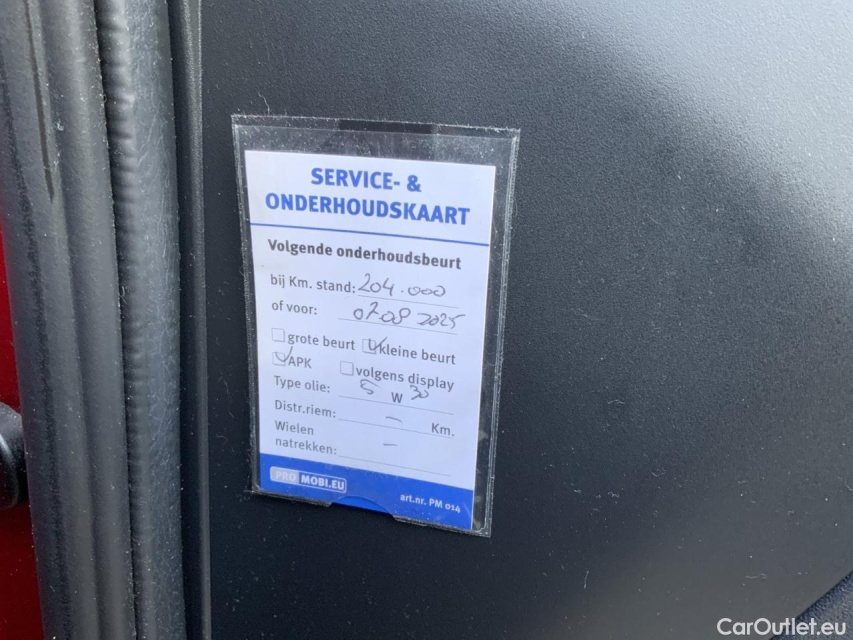 SERVICE- &
ONDERHOUDSKAART
Volgende onderhoudsbeurt
bij Km. stand: 204.000
of voor: 07-08 2025
grote beurt kleine beurt
APK volgens display
Type olie: 5 W 30
Distr.riem: - Km.
Wielen
natrekken: -
PRO MOBI.EU art.nr. PM 014
CarOutlet.eu